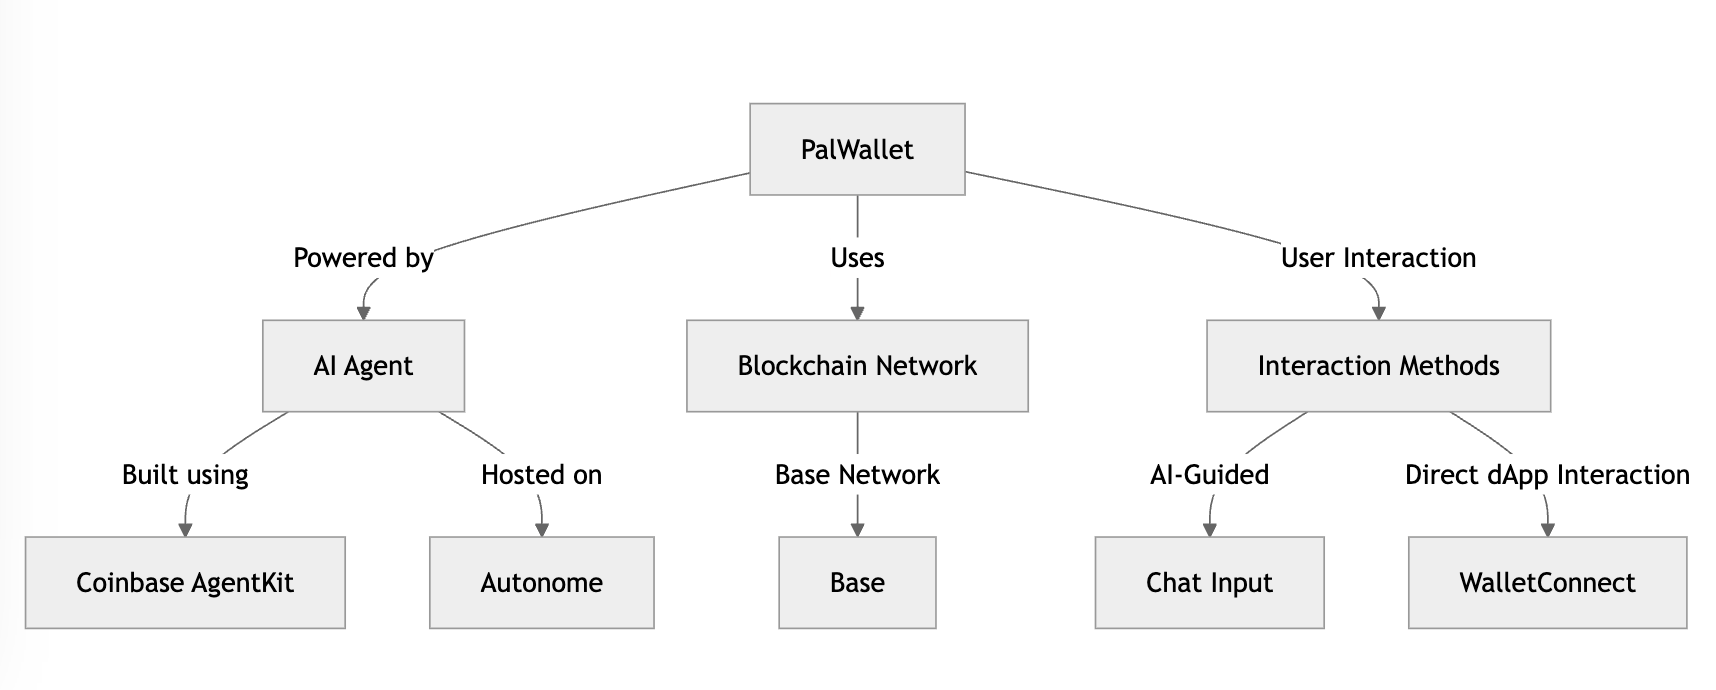 PalWallet
Powered by
Uses
User Interaction
AI Agent
Blockchain Network
Interaction Methods
Built using
Hosted on
Base Network
AI-Guided
Direct dApp Interaction
Coinbase AgentKit
Autonome
Base
Chat Input
WalletConnect